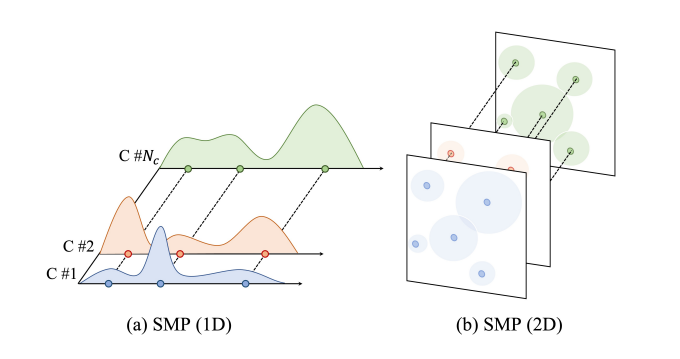 C #N_c
C #2
C #1
(a) SMP (1D)
(b) SMP (2D)